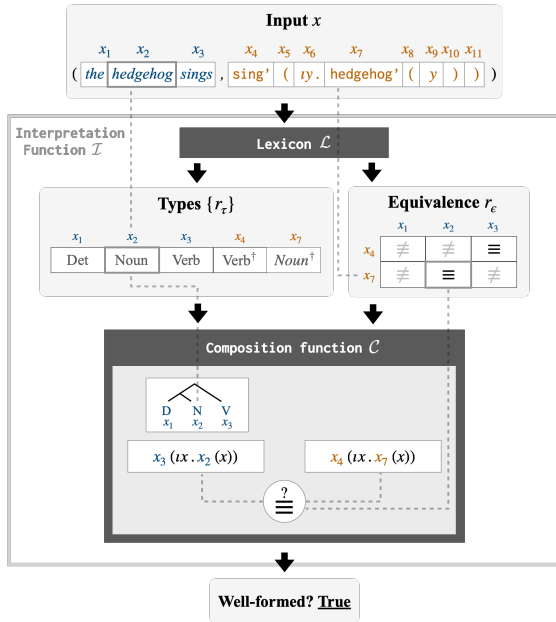 Input x
x1 x2 x3 x4 x5 x6 x7 x8 x9 x10 x11
( the hedgehog sings , sing' ( ιy. hedgehog' ( y ) ) )
Interpretation
Function ℐ
Lexicon ℒ
Types {r_τ}
x1 x2 x3 x4 x7
Det Noun Verb Verb† Noun†
Equivalence r_ϵ
x1 x2 x3
x4 ≢ ≢ ≡
x7 ≢ ≡ ≢
Composition function 𝒞
D N V
x1 x2 x3
x3 (ιx.x2 (x))
x4 (ιx.x7 (x))
?
≡
Well-formed? True